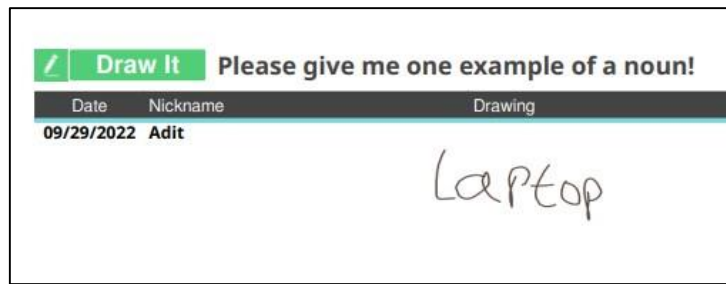 Draw It Please give me one example of a noun!
Date Nickname Drawing
09/29/2022 Adit
Laptop